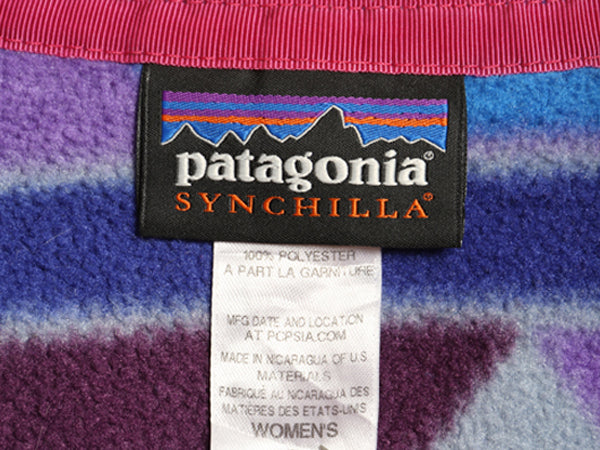 patagonia®
SYNCHILLA®
100% POLYESTER
À PART LA GARNITURE
MFG DATE AND LOCATION
AT PCPSIA.COM
MADE IN NICARAGUA OF U.S.
MATERIALS
FABRIQUÉ AU NICARAGUA DES
MATIÈRES DES ÉTATS-UNIS
WOMEN'S